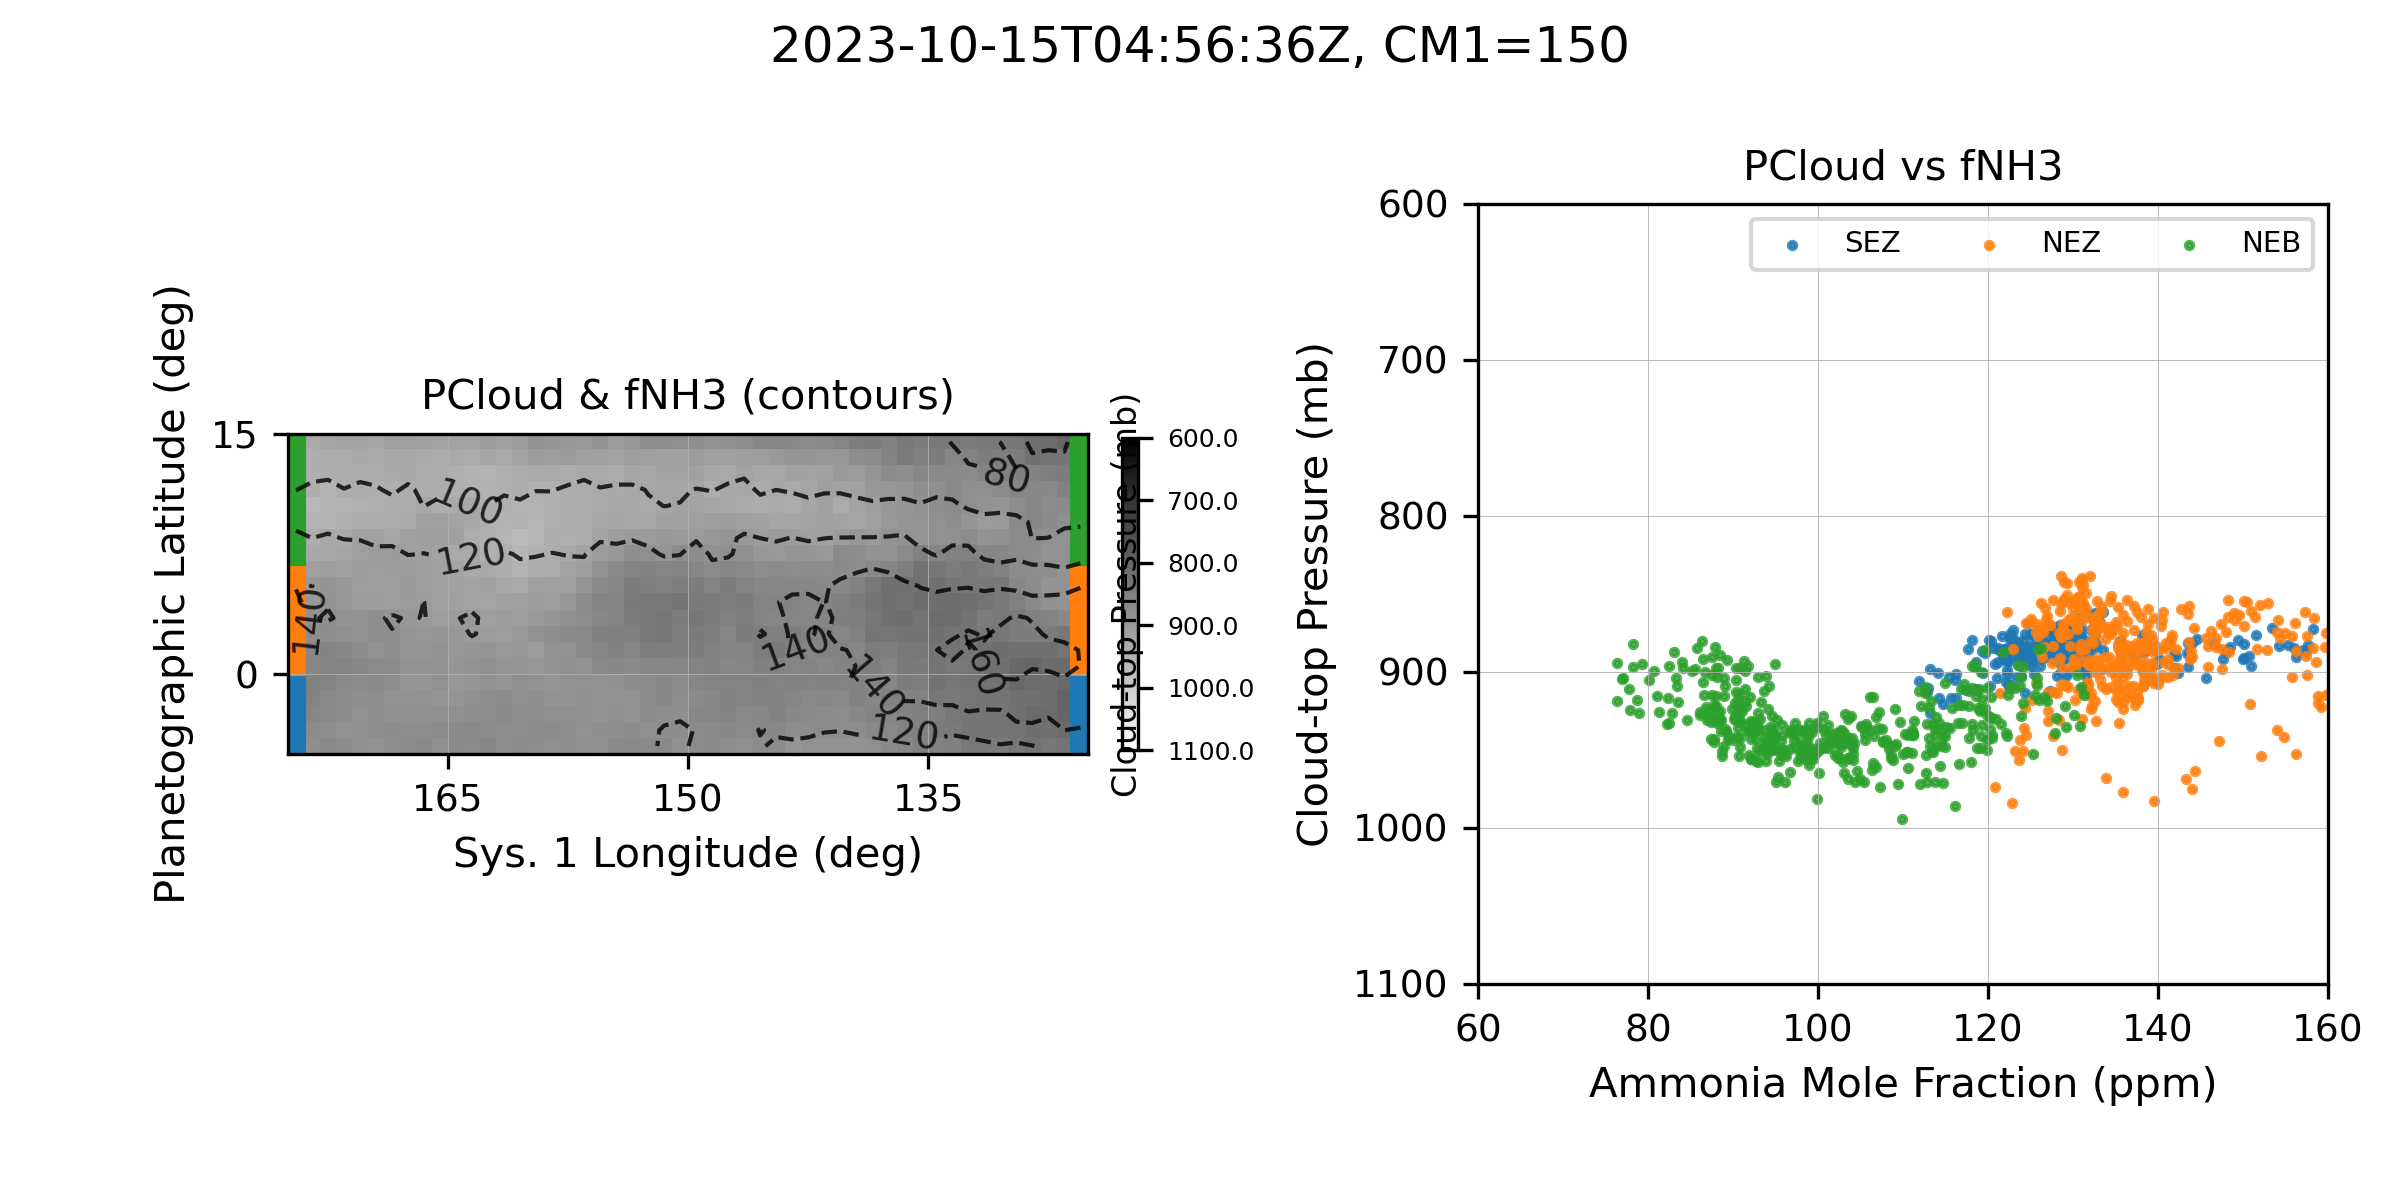 2023-10-15T04:56:36Z, CM1=150
PCloud & fNH3 (contours)
Planetographic Latitude (deg)
15
0
100
120
80
140
140
140
160
120
165
150
135
Sys. 1 Longitude (deg)
Cloud-top Pressure (mb)
600.0
700.0
800.0
900.0
1000.0
1100.0
PCloud vs fNH3
SEZ NEZ NEB
Cloud-top Pressure (mb)
600
700
800
900
1000
1100
60 80 100 120 140 160
Ammonia Mole Fraction (ppm)